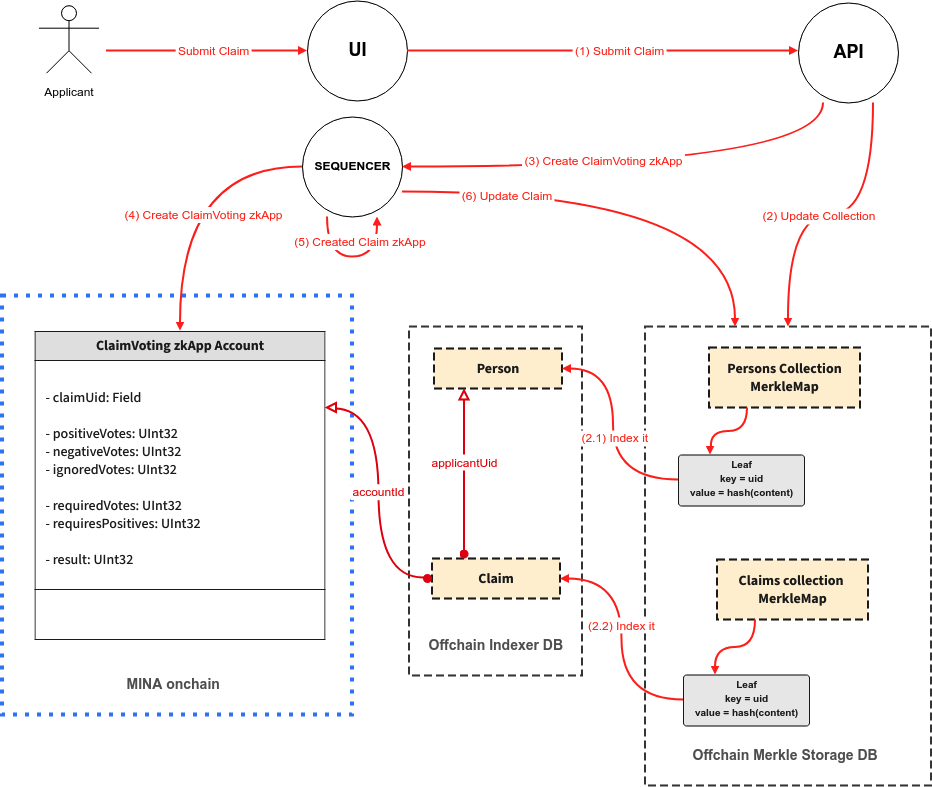 Applicant
Submit Claim
UI
(1) Submit Claim
API
SEQUENCER
(3) Create ClaimVoting zkApp
(6) Update Claim
(2) Update Collection
(4) Create ClaimVoting zkApp
(5) Created Claim zkApp
ClaimVoting zkApp Account
- claimUid: Field
- positiveVotes: UInt32
- negativeVotes: UInt32
- ignoredVotes: UInt32
- requiredVotes: UInt32
- requiresPositives: UInt32
- result: UInt32
MINA onchain
accountId
Person
applicantUid
Claim
Offchain Indexer DB
(2.1) Index it
(2.2) Index it
Persons Collection
MerkleMap
Leaf
key = uid
value = hash(content)
Claims collection
MerkleMap
Leaf
key = uid
value = hash(content)
Offchain Merkle Storage DB